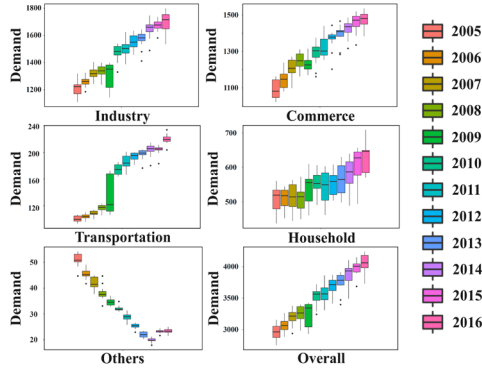 Demand
1800
1600
1400
1200
Industry
Demand
1500
1300
1100
Commerce
Demand
240
200
160
120
Transportation
Demand
700
600
500
Household
Demand
50
40
30
20
Others
Demand
4000
3500
3000
Overall
2005
2006
2007
2008
2009
2010
2011
2012
2013
2014
2015
2016